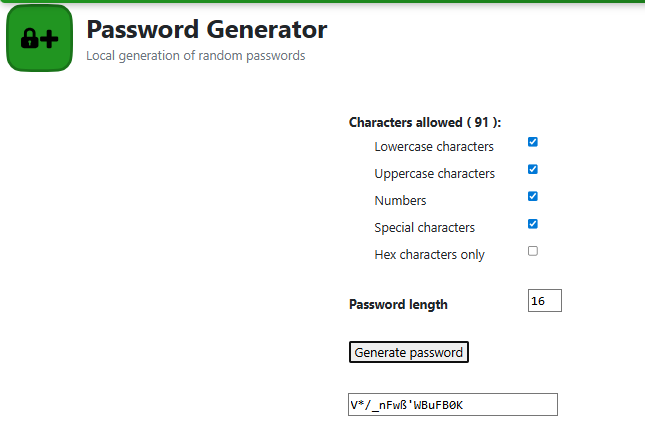 Password Generator
Local generation of random passwords
Characters allowed ( 91 ):
Lowercase characters
Uppercase characters
Numbers
Special characters
Hex characters only
Password length 16
Generate password
V*/_nFwß'WBuFB0K